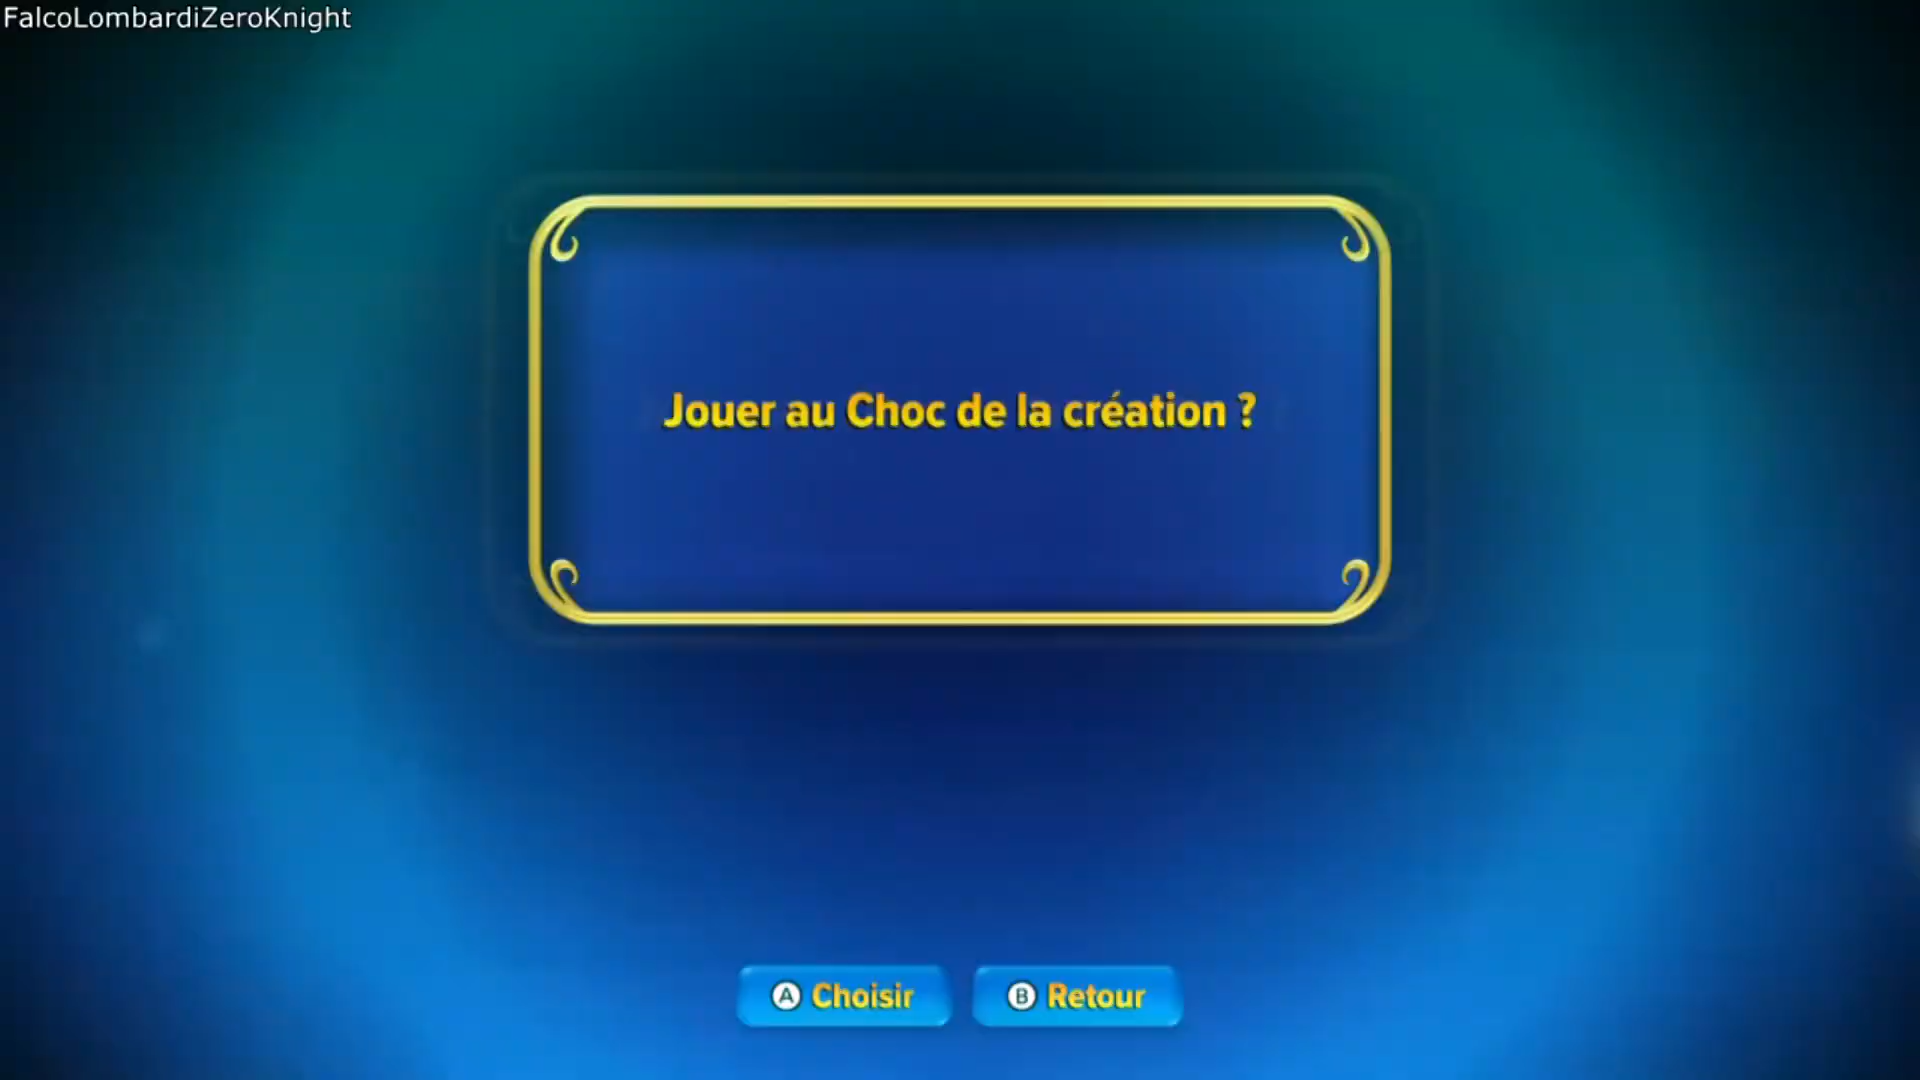 FalcoLombardiZeroKnight
Jouer au Choc de la création ?
A Choisir
B Retour